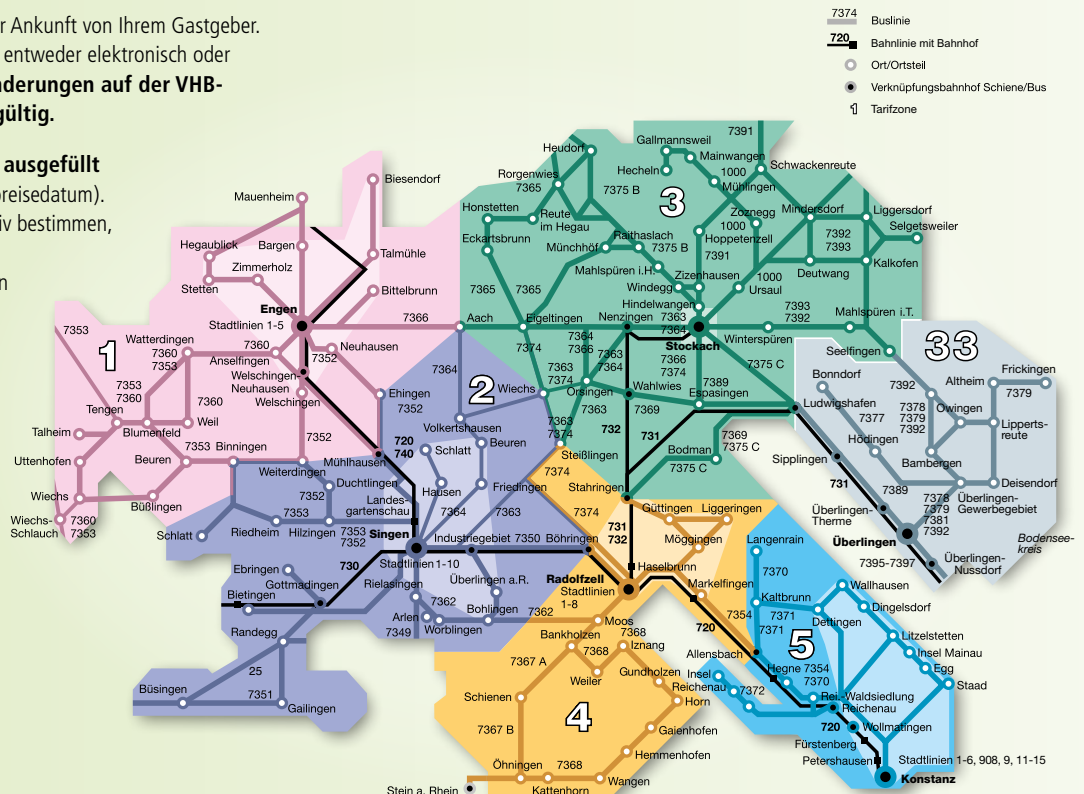 r Ankunft von Ihrem Gastgeber.
entweder elektronisch oder
nderungen auf der VHB-
gültig.
ausgefüllt
oreisedatum).
iv bestimmen,
n
7374 Buslinie
720 Bahnlinie mit Bahnhof
Ort/Ortsteil
Verknüpfungsbahnhof Schiene/Bus
1 Tarifzone
Biesendorf
Mauenheim
Hegaublick
Bargen
Talmühle
Zimmerholz
Stetten
Bittelbrunn
Engen
Stadtlinien 1-5
7366
7353
1
Watterdingen
7360
7353
7360
Anselfingen
7352
Neuhausen
Welschingen-
Neuhausen
Welschingen
7353
7360
7360
Tengen
Weil
Talheim
Blumenfeld
7353
Binningen
7352
Uttenhofen
Beuren
Wiechs
Büßlingen
Wiechs-
Schlauch
7360
7353
Ehingen
7352
720
740
Mühlhausen
Heudorf
Rorgenwies
7365
7375 B
Gallmannsweil
Hecheln
Mainwangen
1000
Mühlingen
7391
Schwackenreute
3
Honstetten
Reute
im Hegau
Eckartsbrunn
Münchhöf
Raithaslach
7375 B
Zoznegg
1000
Hoppetenzell
7391
Mindersdorf
Liggersdorf
7392
7393
Selgetsweiler
Deutwang
Kalkofen
Mahlspüren i.H.
Zizenhausen
Windegg
1000
Ursaul
7365
7365
Hindelwangen
7363
7364
7393
7392
Mahlspüren i.T.
Aach
Eigeltingen
Nenzingen
Stockach
Winterspüren
Seelfingen
7374
7364
7366
7363
7366
7374
7375 C
7363
7374
7364
Orsingen
Wahlwies
7389
Espasingen
7363
7369
732
731
7363
7374
Steißlingen
Bodman
7369
7375 C
7375 C
Ludwigshafen
Stahringen
2
7364
Wiechs
Volkertshausen
Beuren
Schlatt
Weiterdingen
Duchtlingen
Landes-
gartenschau
Hausen
Friedingen
7352
7364
7363
7353
Schlatt
Riedheim
Hilzingen
7353
7352
Singen
Stadtlinien 1-10
Industriegebiet
7350
Böhringen
730
Ebringen
Gottmadingen
Bietingen
Rielasingen
Überlingen a.R.
7362
Arlen
7349
Worblingen
Bohlingen
7362
Randegg
25
7351
Büsingen
Gailingen
7374
7374
731
732
Güttingen
Liggeringen
Möggingen
Haselbrunn
Radolfzell
Stadtlinien
1-8
Markelfingen
7354
720
Moos
Bankholzen
7368
Iznang
7368
7367 A
Weiler
Gundholzen
Schienen
Horn
4
7367 B
Gaienhofen
Hemmenhofen
Öhningen
7368
Wangen
Kattenhorn
Stein a. Rhein
Langenrain
7370
Kaltbrunn
7371
7371
Wallhausen
Dingelsdorf
Dettingen
Litzelstetten
Insel Mainau
Egg
Staad
5
Allensbach
Hegne
7354
7370
Insel
Reichenau
7372
Rei.-Waldsiedlung
Reichenau
720
Wollmatingen
Fürstenberg
Petershausen
Stadtlinien 1-6, 908, 9, 11-15
Konstanz
33
Bonndorf
7392
Altheim
Frickingen
7379
7377
7378
7379
7392
Owingen
Lipperts-
reute
Hödingen
Sipplingen
Bambergen
731
7389
Deisendorf
7378
7379
7381
7392
Überlingen-
Gewerbegebiet
Überlingen-
Therme
Überlingen
Bodensee-
kreis
7395-7397
Überlingen-
Nussdorf